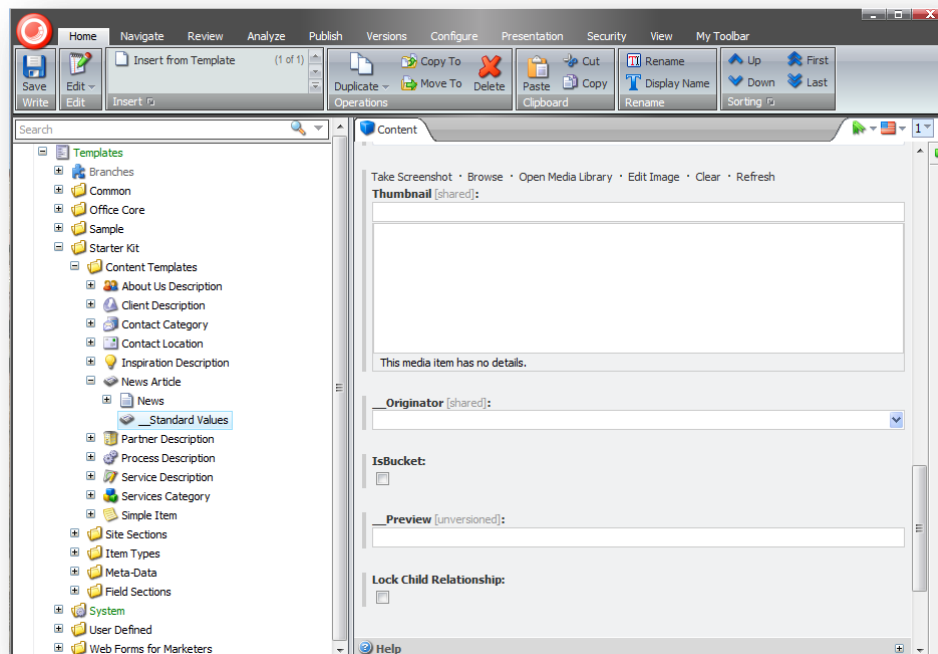 Home Navigate Review Analyze Publish Versions Configure Presentation Security View My Toolbar
Save
Write
Edit
Edit
Insert from Template (1 of 1)
Insert
Duplicate
Copy To
Move To
Delete
Operations
Paste
Cut
Copy
Clipboard
Rename
Display Name
Rename
Up
Down
First
Last
Sorting
Search
Templates
Branches
Common
Office Core
Sample
Starter Kit
Content Templates
About Us Description
Client Description
Contact Category
Contact Location
Inspiration Description
News Article
News
__Standard Values
Partner Description
Process Description
Service Description
Services Category
Simple Item
Site Sections
Item Types
Meta-Data
Field Sections
System
User Defined
Web Forms for Marketers
Content
1
Take Screenshot · Browse · Open Media Library · Edit Image · Clear · Refresh
Thumbnail [shared]:
This media item has no details.
__Originator [shared]:
IsBucket:
__Preview [unversioned]:
Lock Child Relationship:
Help